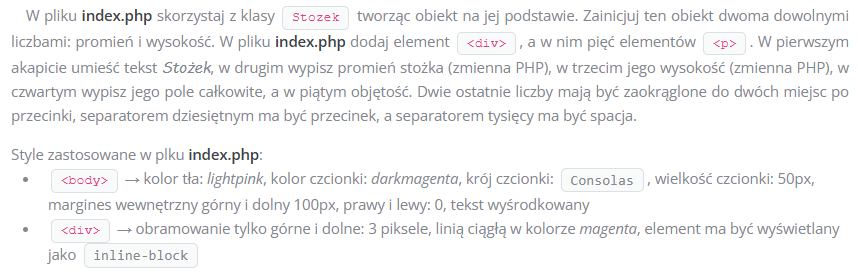 W pliku index.php skorzystaj z klasy Stozek tworząc obiekt na jej podstawie. Zainicjuj ten obiekt dwoma dowolnymi
liczbami: promień i wysokość. W pliku index.php dodaj element <div> , a w nim pięć elementów <p> . W pierwszym
akapicie umieść tekst Stożek, w drugim wypisz promień stożka (zmienna PHP), w trzecim jego wysokość (zmienna PHP), w
czwartym wypisz jego pole całkowite, a w piątym objętość. Dwie ostatnie liczby mają być zaokrąglone do dwóch miejsc po
przecinki, separatorem dziesiętnym ma być przecinek, a separatorem tysięcy ma być spacja.
Style zastosowane w plku index.php:
• <body> → kolor tła: lightpink, kolor czcionki: darkmagenta, krój czcionki: Consolas , wielkość czcionki: 50px,
margines wewnętrzny górny i dolny 100px, prawy i lewy: 0, tekst wyśrodkowany
• <div> → obramowanie tylko górne i dolne: 3 piksele, linią ciągłą w kolorze magenta, element ma być wyświetlany
jako inline-block